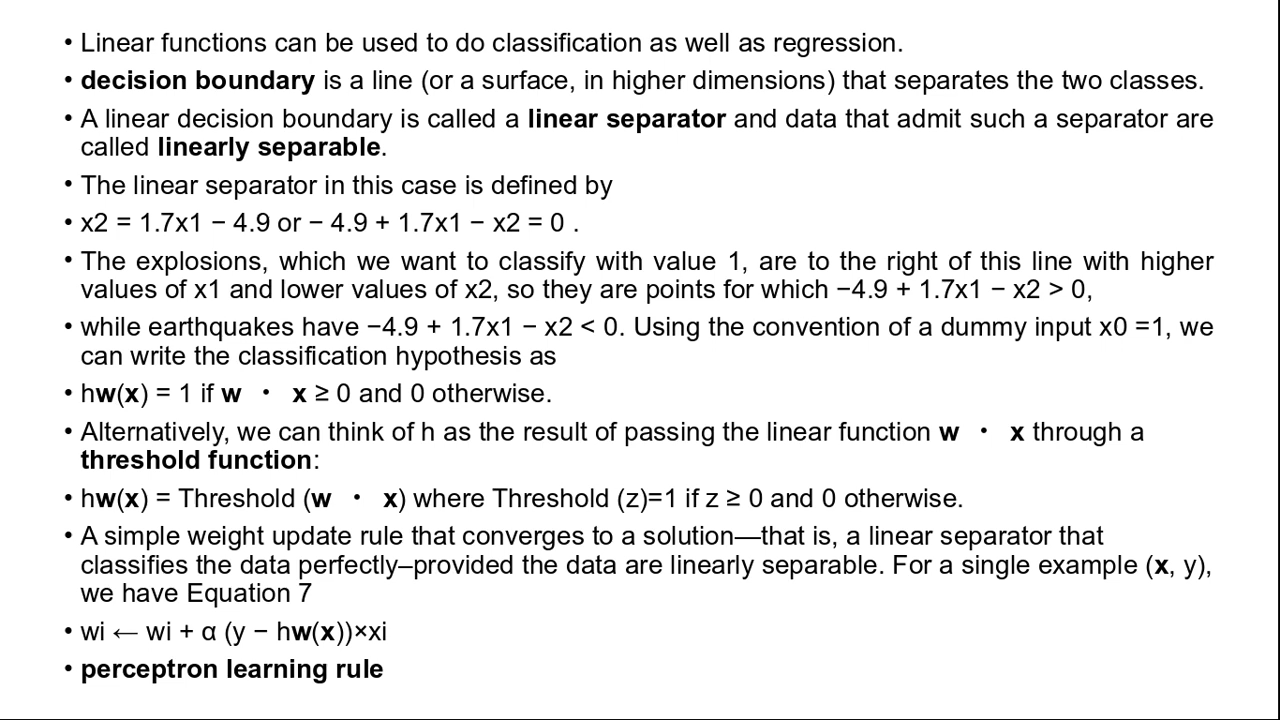 • Linear functions can be used to do classification as well as regression.
• decision boundary is a line (or a surface, in higher dimensions) that separates the two classes.
• A linear decision boundary is called a linear separator and data that admit such a separator are
called linearly separable.
• The linear separator in this case is defined by
• x2 = 1.7x1 − 4.9 or − 4.9 + 1.7x1 − x2 = 0 .
• The explosions, which we want to classify with value 1, are to the right of this line with higher
values of x1 and lower values of x2, so they are points for which −4.9 + 1.7x1 − x2 > 0,
• while earthquakes have −4.9 + 1.7x1 − x2 < 0. Using the convention of a dummy input x0 =1, we
can write the classification hypothesis as
• hw(x) = 1 if w ・ x ≥ 0 and 0 otherwise.
• Alternatively, we can think of h as the result of passing the linear function w ・ x through a
threshold function:
• hw(x) = Threshold (w ・ x) where Threshold (z)=1 if z ≥ 0 and 0 otherwise.
• A simple weight update rule that converges to a solution—that is, a linear separator that
classifies the data perfectly–provided the data are linearly separable. For a single example (x, y),
we have Equation 7
• wi ← wi + α (y − hw(x))×xi
• perceptron learning rule